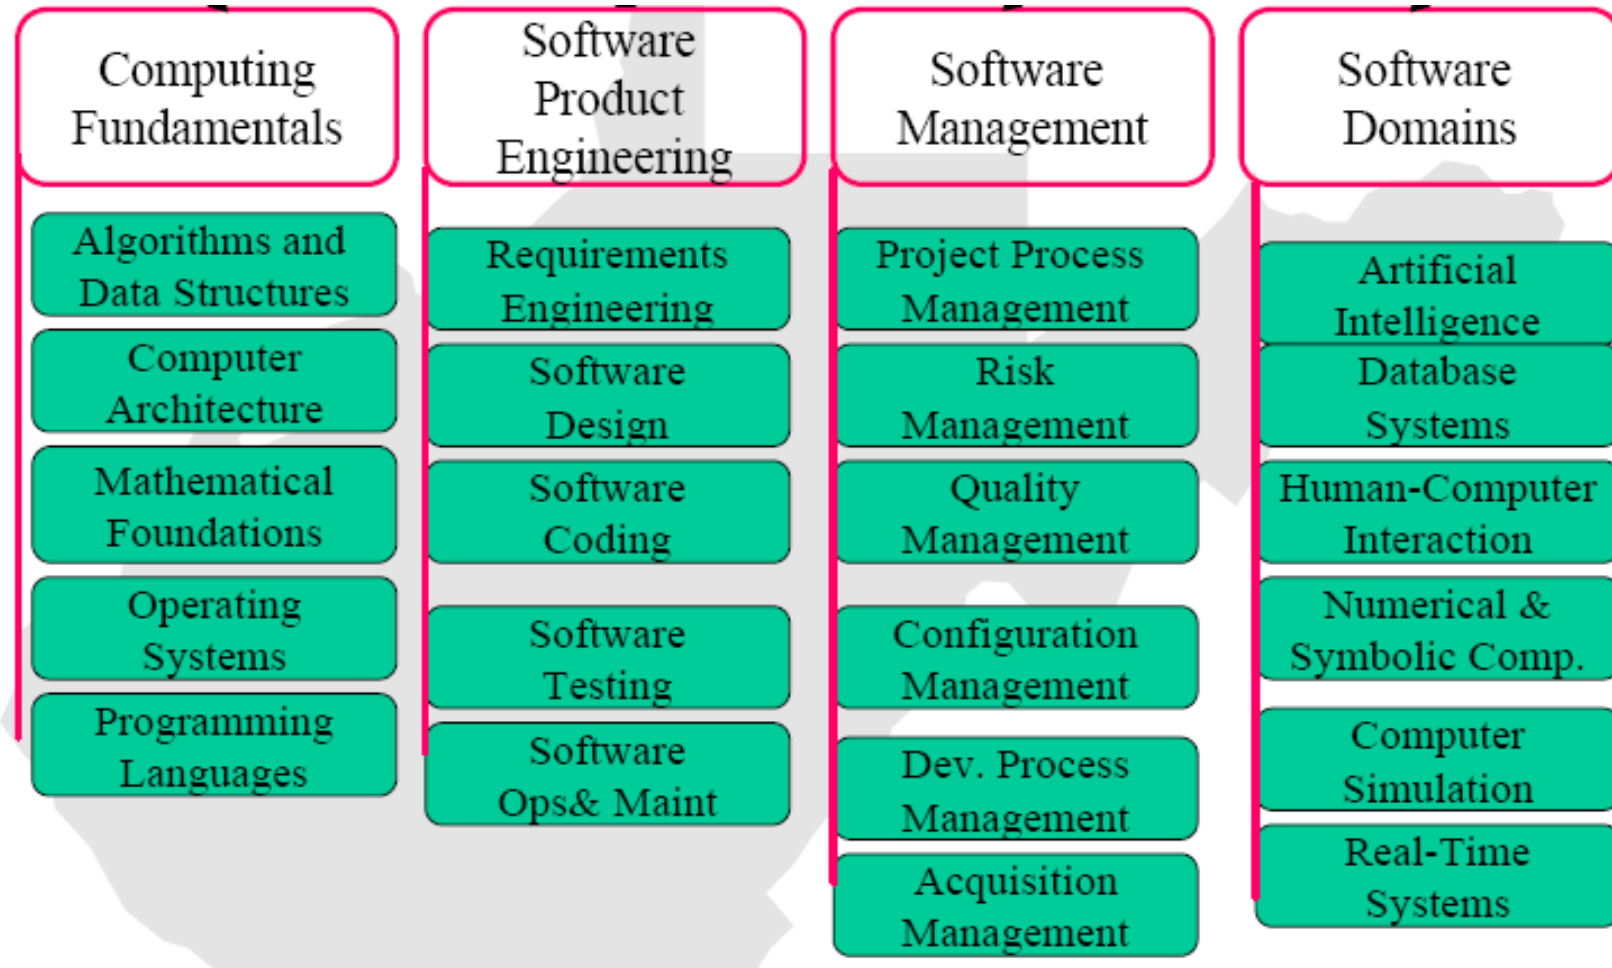 Computing
Fundamentals
Algorithms and
Data Structures
Computer
Architecture
Mathematical
Foundations
Operating
Systems
Programming
Languages
Software
Product
Engineering
Requirements
Engineering
Software
Design
Software
Coding
Software
Testing
Software
Ops& Maint
Software
Management
Project Process
Management
Risk
Management
Quality
Management
Configuration
Management
Dev. Process
Management
Acquisition
Management
Software
Domains
Artificial
Intelligence
Database
Systems
Human-Computer
Interaction
Numerical &
Symbolic Comp.
Computer
Simulation
Real-Time
Systems